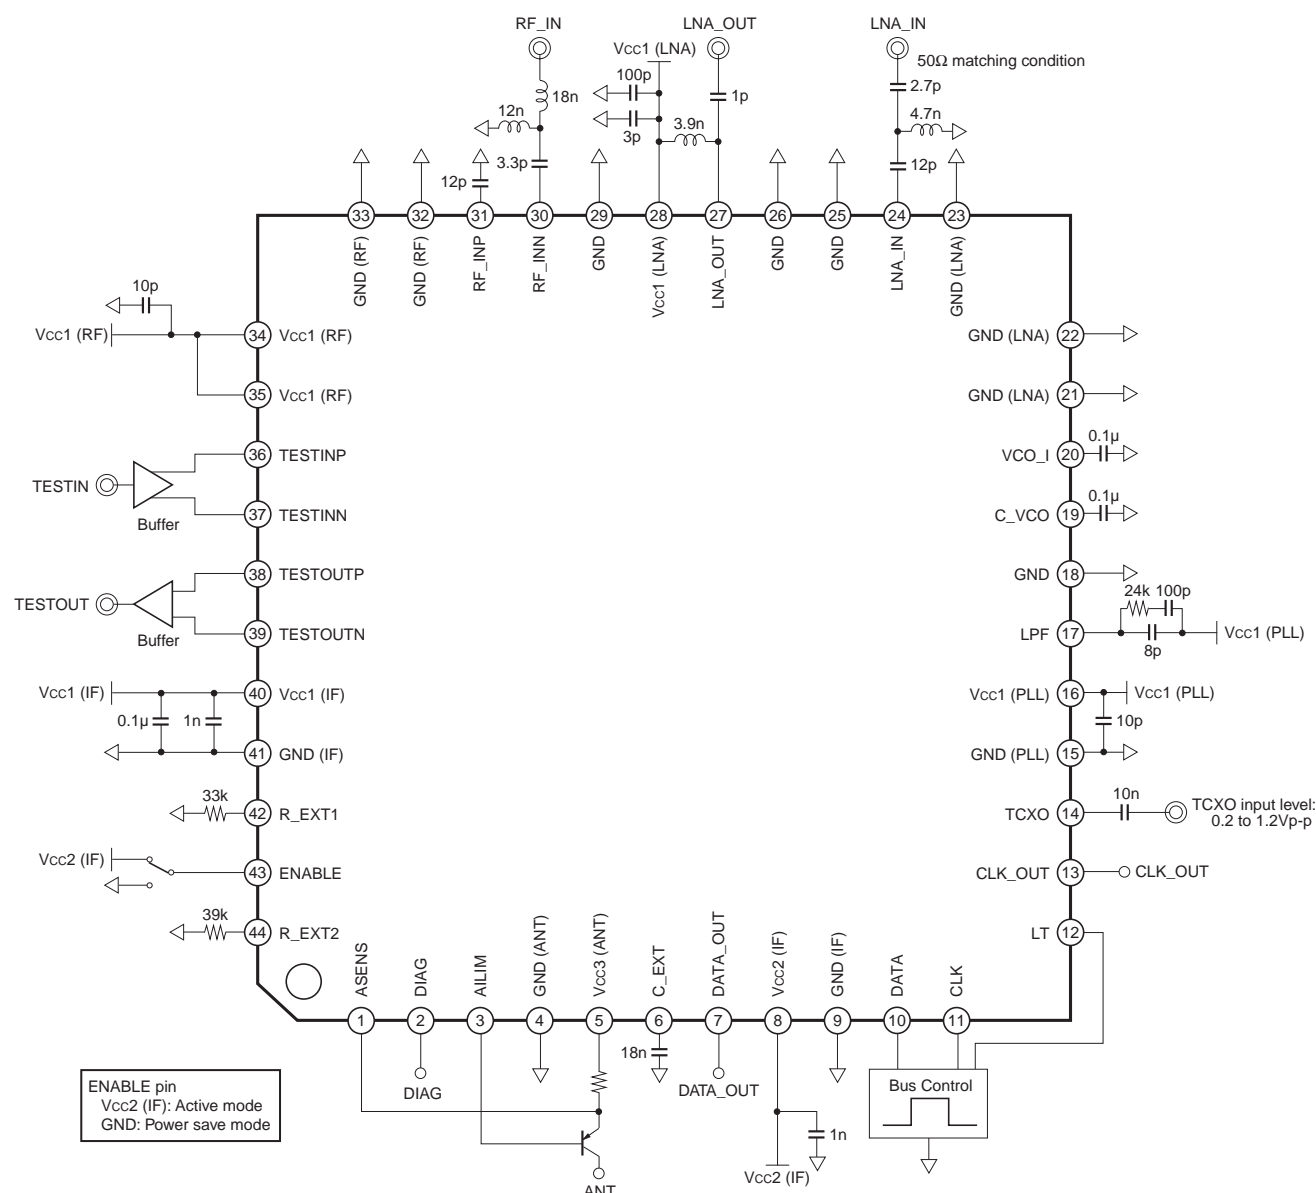 RF_IN
LNA_OUT
LNA_IN
Vcc1 (LNA)
50Ω matching condition
100p
18n
1p
2.7p
12n
3p
3.9n
4.7n
3.3p
12p
12p
33
32
31
30
29
28
27
26
25
24
23
GND (RF)
GND (RF)
RF_INP
RF_INN
GND
Vcc1 (LNA)
LNA_OUT
GND
GND
LNA_IN
GND (LNA)
10p
Vcc1 (RF)
34
Vcc1 (RF)
35
Vcc1 (RF)
36
TESTINP
TESTIN
Buffer
37
TESTINN
38
TESTOUTP
TESTOUT
Buffer
39
TESTOUTN
Vcc1 (IF)
40
Vcc1 (IF)
0.1μ
1n
41
GND (IF)
33k
42
R_EXT1
Vcc2 (IF)
43
ENABLE
39k
44
R_EXT2
GND (LNA)
22
GND (LNA)
21
VCO_I
20
0.1μ
C_VCO
19
0.1μ
GND
18
24k
100p
LPF
17
8p
Vcc1 (PLL)
Vcc1 (PLL)
16
Vcc1 (PLL)
10p
GND (PLL)
15
10n
TCXO
14
TCXO input level:
0.2 to 1.2Vp-p
CLK_OUT
13
CLK_OUT
LT
12
ASENS
DIAG
AILIM
GND (ANT)
Vcc3 (ANT)
C_EXT
DATA_OUT
Vcc2 (IF)
GND (IF)
DATA
CLK
1
2
3
4
5
6
7
8
9
10
11
18n
DIAG
DATA_OUT
Bus Control
1n
Vcc2 (IF)
ANT
ENABLE pin
Vcc2 (IF): Active mode
GND: Power save mode